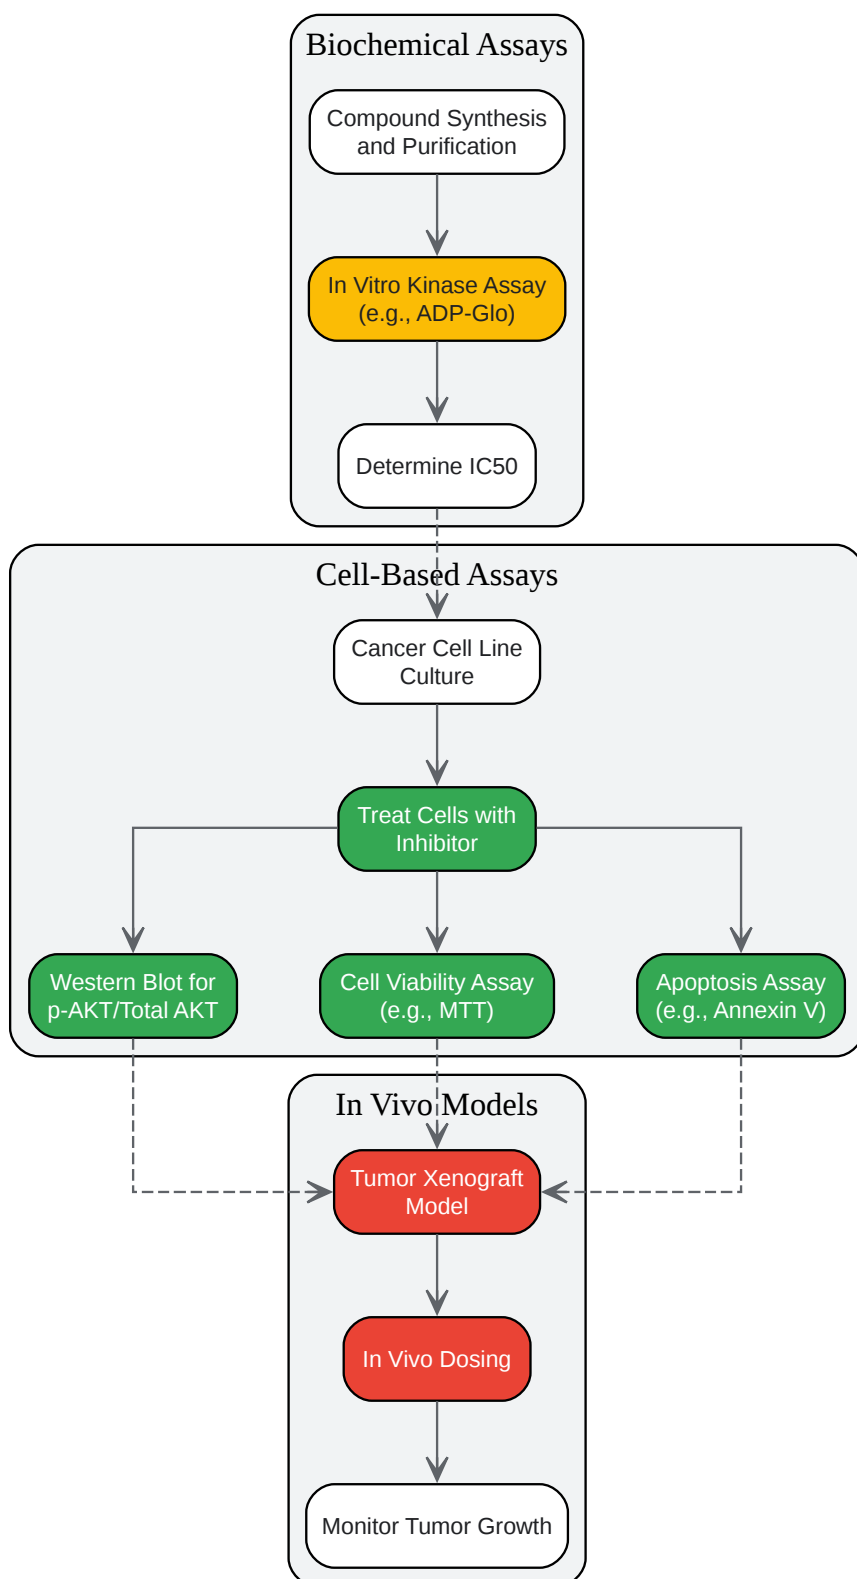 Biochemical Assays
Compound Synthesis
and Purification
In Vitro Kinase Assay
(e.g., ADP-Glo)
Determine IC50
Cell-Based Assays
Cancer Cell Line
Culture
Treat Cells with
Inhibitor
Western Blot for
p-AKT/Total AKT
Cell Viability Assay
(e.g., MTT)
Apoptosis Assay
(e.g., Annexin V)
In Vivo Models
Tumor Xenograft
Model
In Vivo Dosing
Monitor Tumor Growth